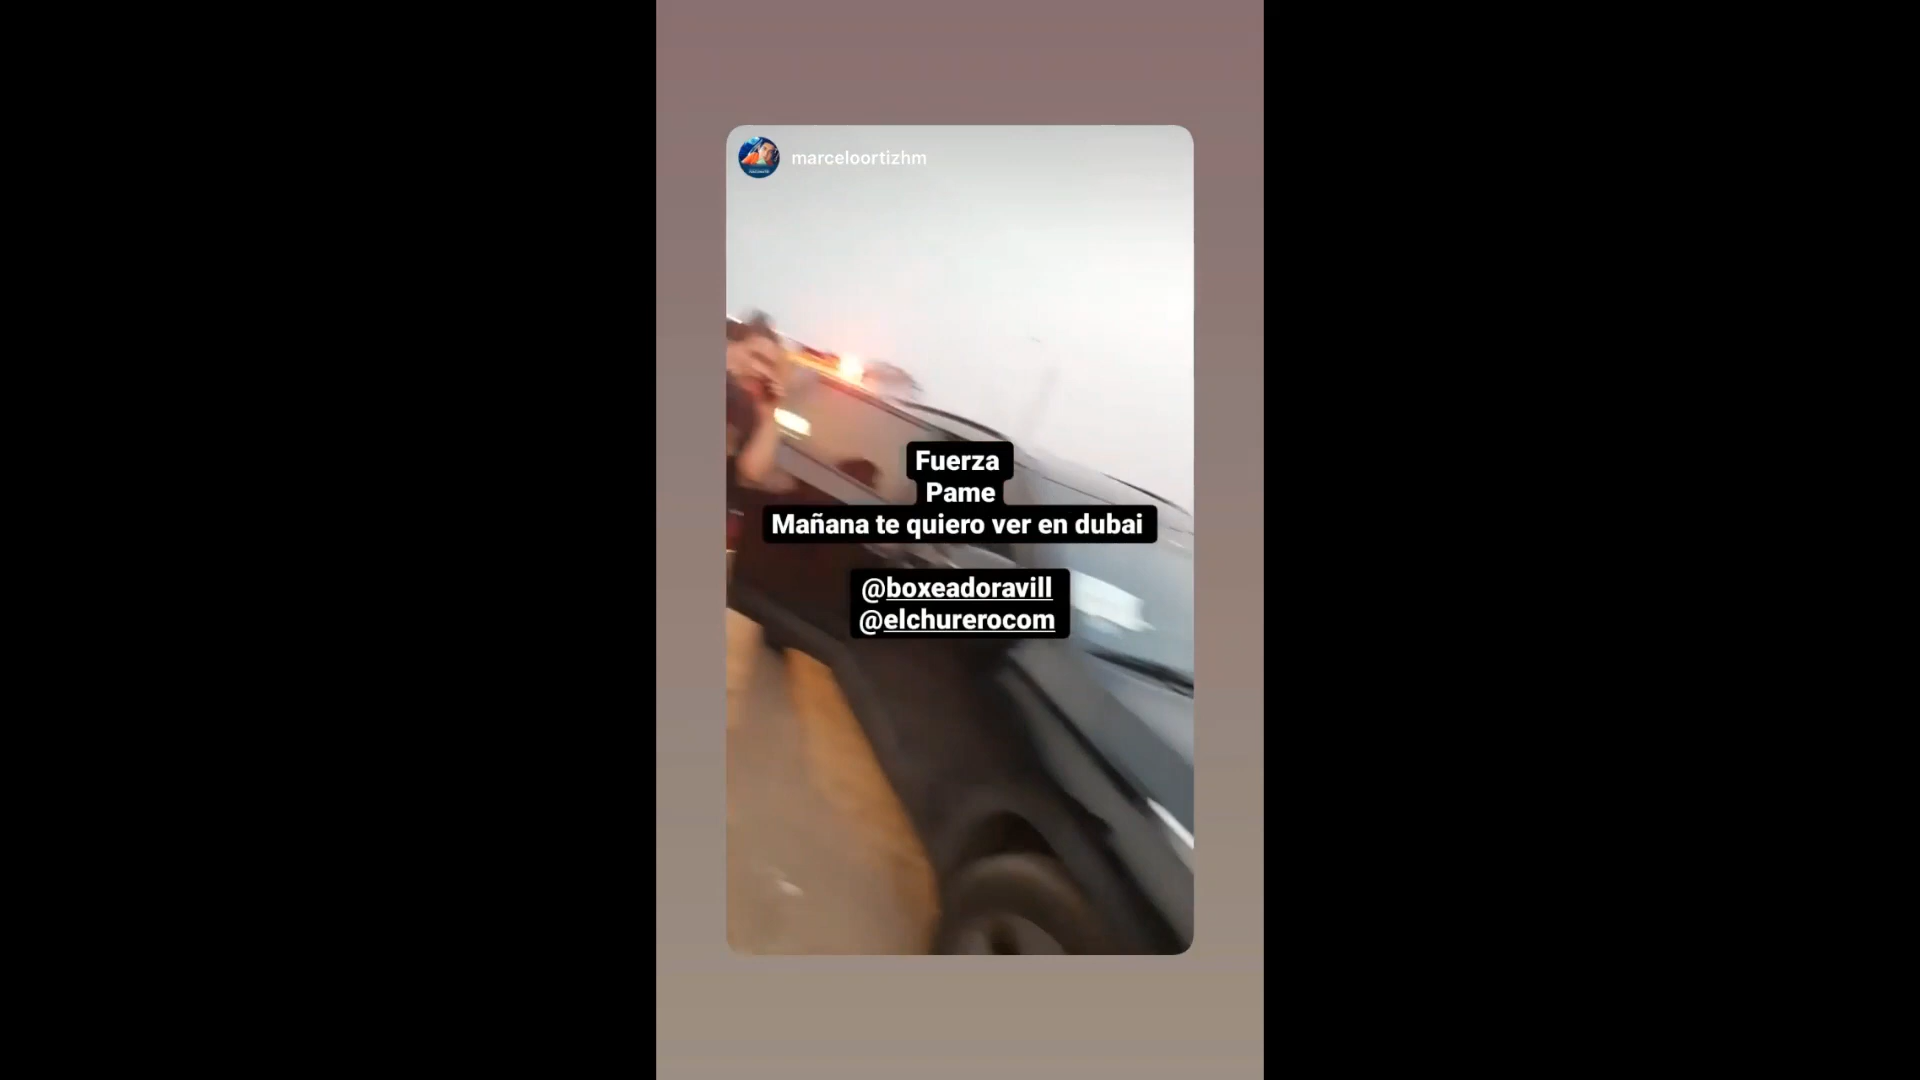 marceloortizhm
Fuerza
Pame
Mañana te quiero ver en dubai
@boxeadoravill
@elchurerocom